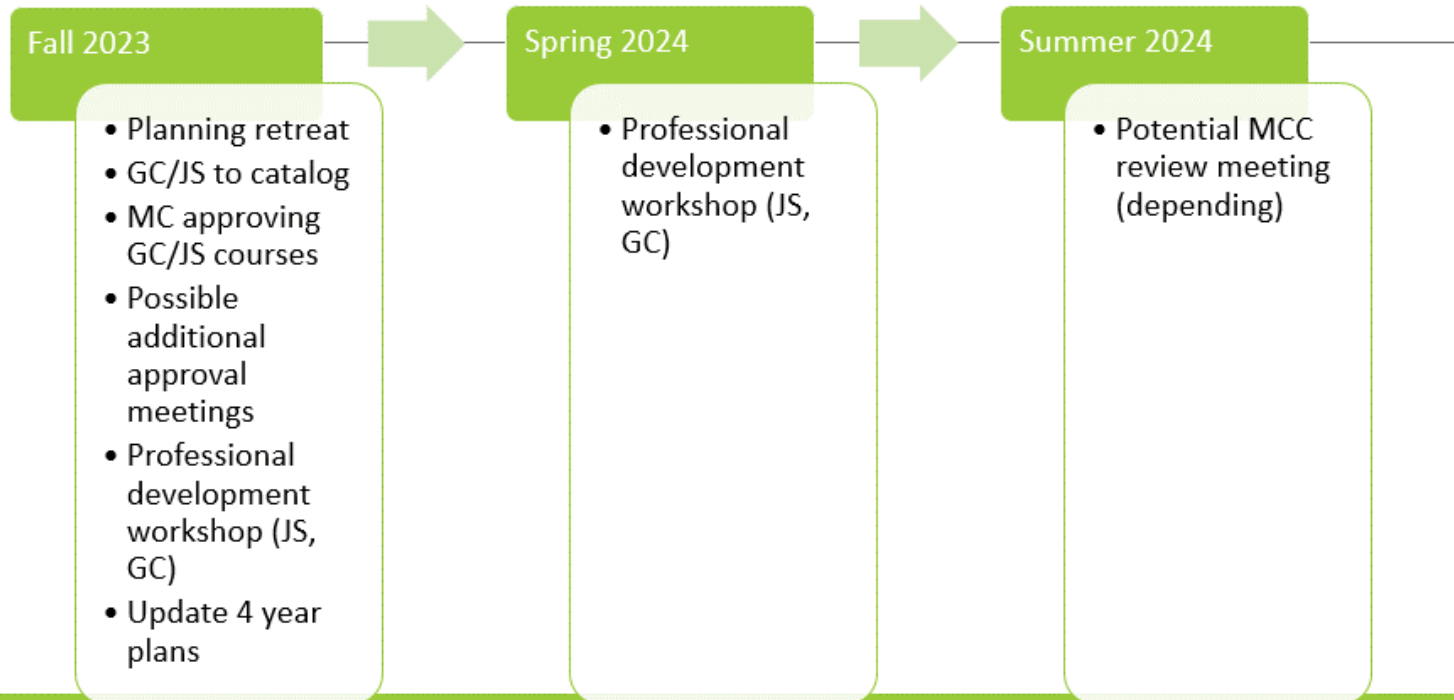 Fall 2023
• Planning retreat
• GC/JS to catalog
• MC approving
GC/JS courses
• Possible
additional
approval
meetings
• Professional
development
workshop (JS,
GC)
• Update 4 year
plans
Spring 2024
• Professional
development
workshop (JS,
GC)
Summer 2024
• Potential MCC
review meeting
(depending)